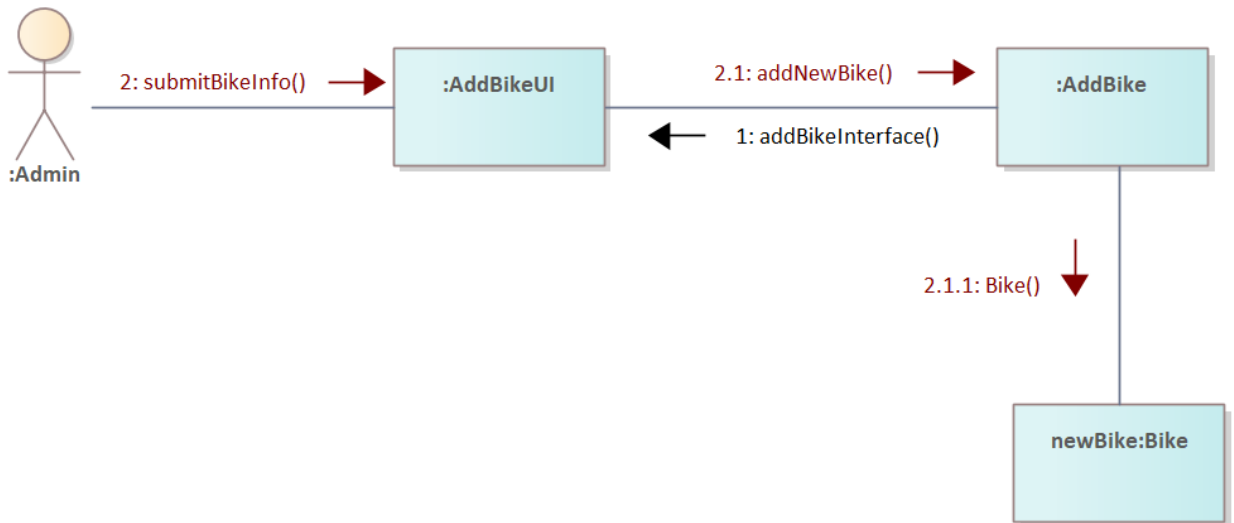 2: submitBikeInfo()
:AddBikeUI
2.1: addNewBike()
:AddBike
1: addBikeInterface()
:Admin
2.1.1: Bike()
newBike:Bike